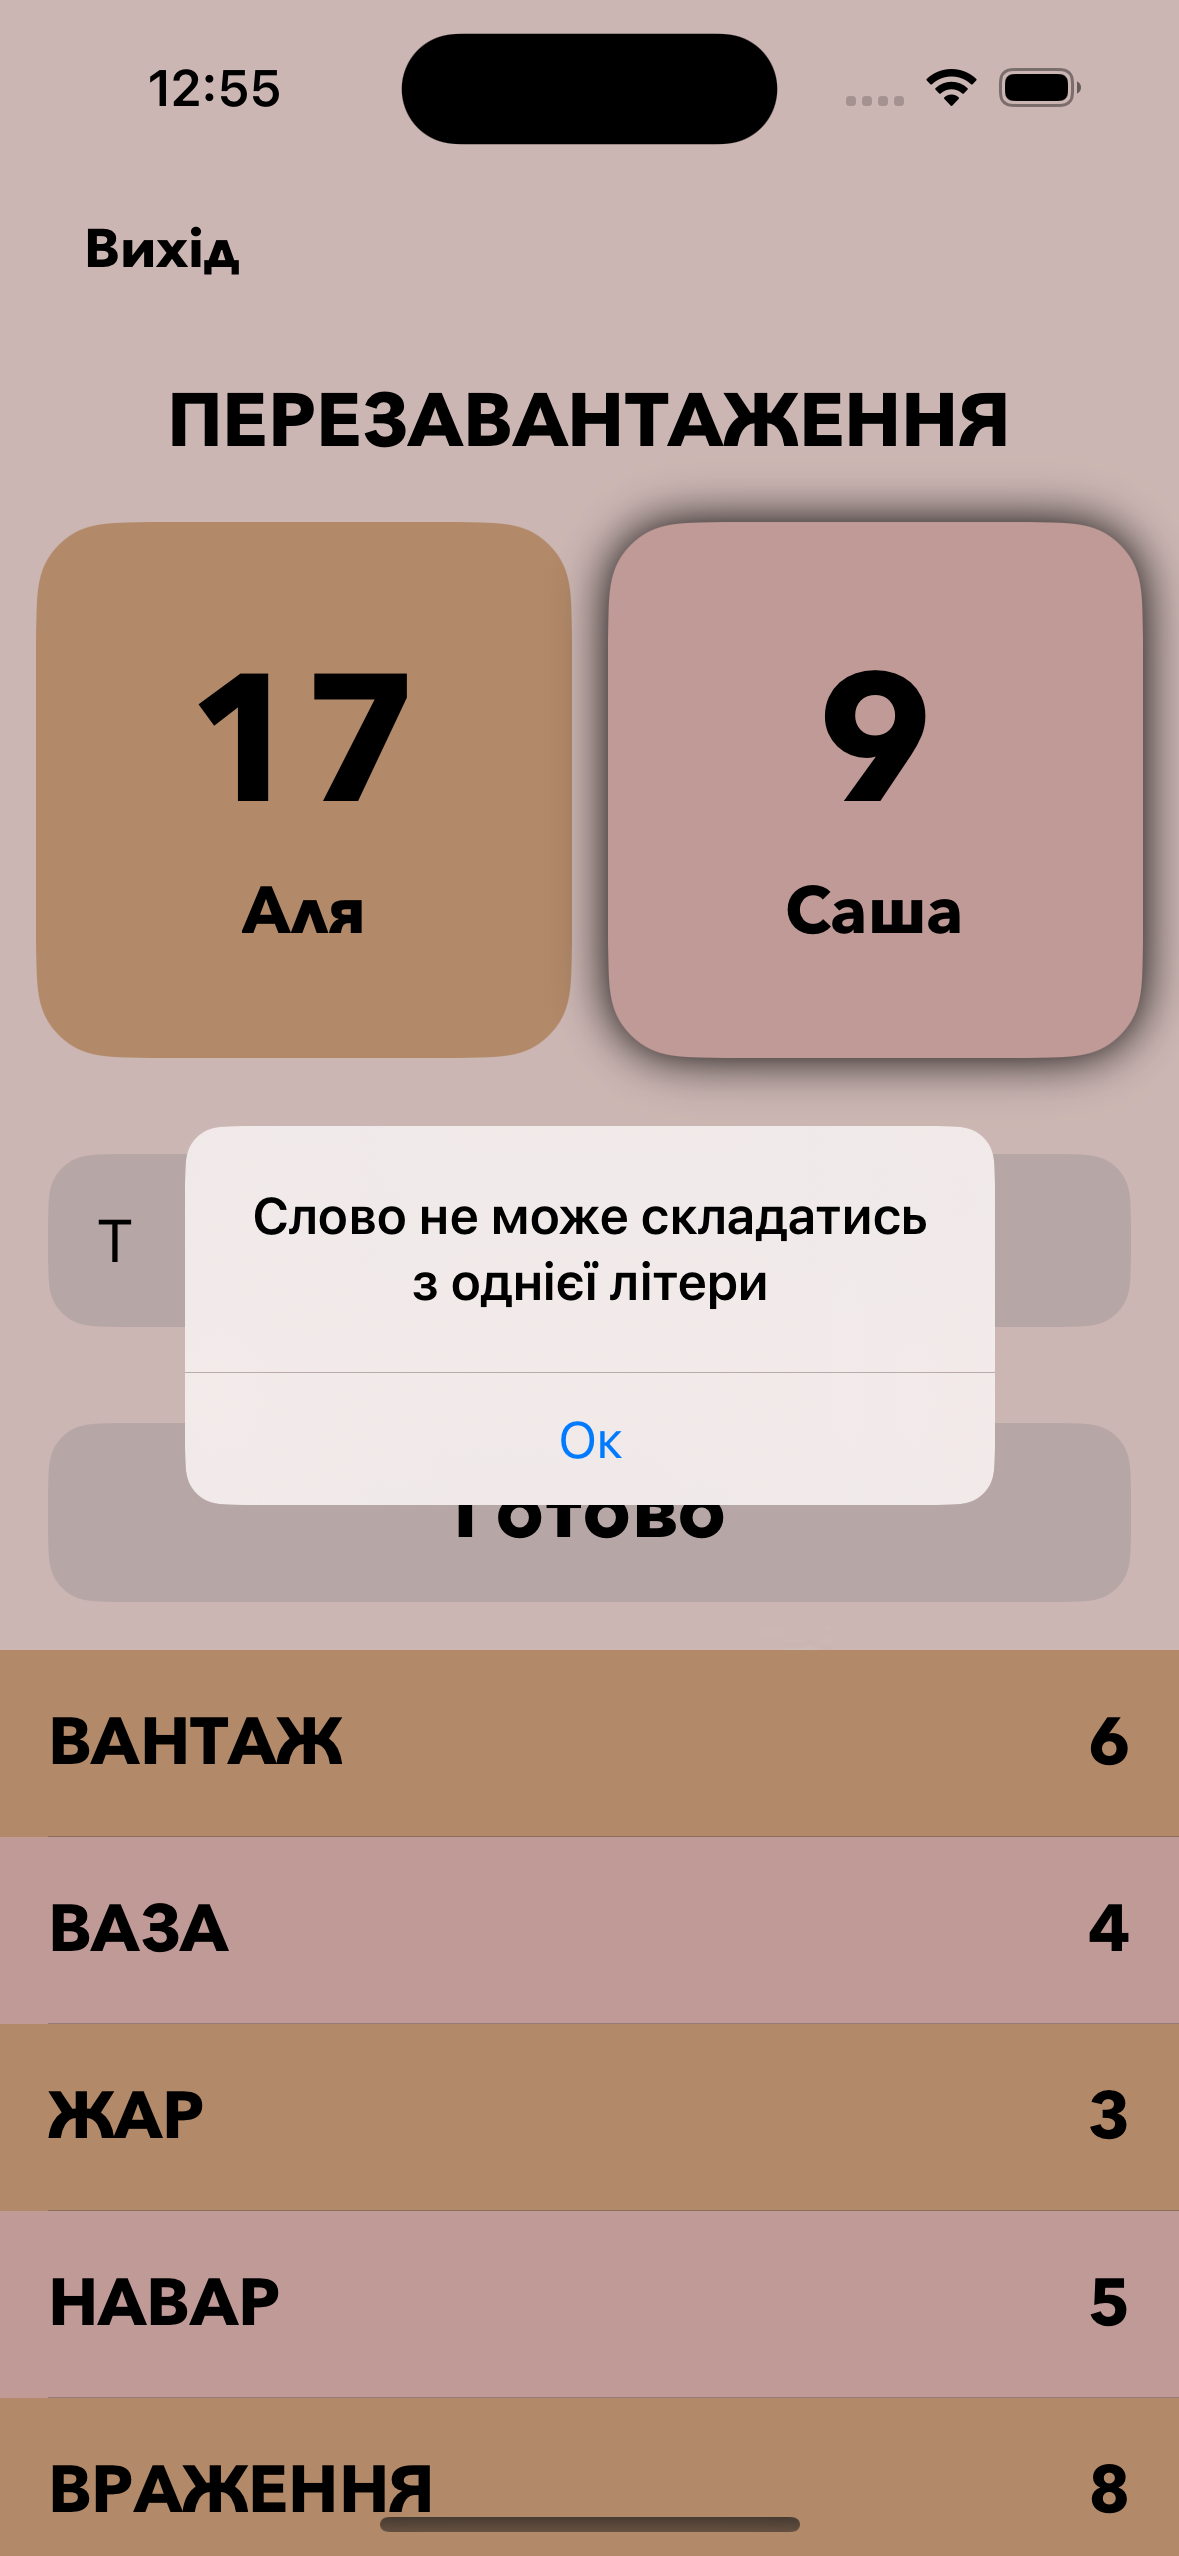 12:55
Вихід
ПЕРЕЗАВАНТАЖЕННЯ
17
9
Аля
Саша
Т
Слово не може складатись
з однієї літери
Ок
Готово
ВАНТАЖ 6
ВАЗА 4
ЖАР 3
НАВАР 5
ВРАЖЕННЯ 8